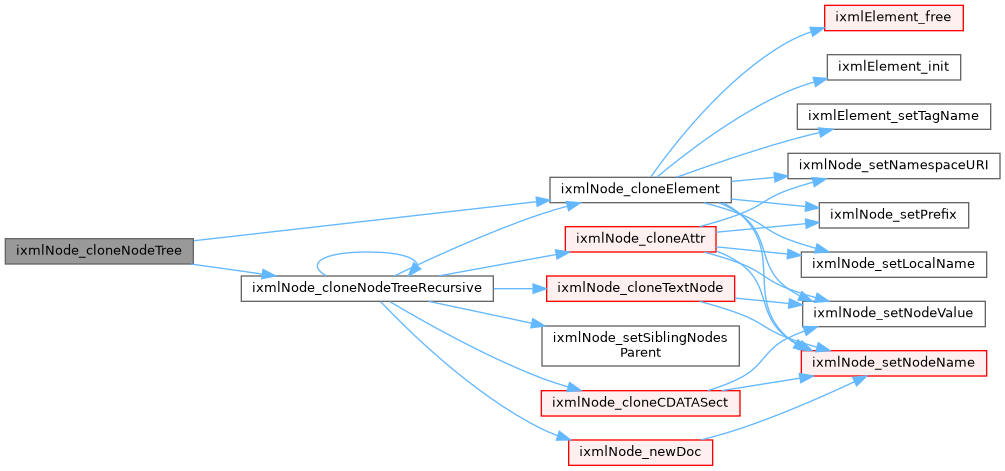 ixmlNode_cloneNodeTree
ixmlNode_cloneNodeTreeRecursive
ixmlNode_cloneElement
ixmlNode_cloneAttr
ixmlNode_cloneTextNode
ixmlNode_setSiblingNodes
Parent
ixmlNode_cloneCDATASect
ixmlNode_newDoc
ixmlElement_free
ixmlElement_init
ixmlElement_setTagName
ixmlNode_setNamespaceURI
ixmlNode_setPrefix
ixmlNode_setLocalName
ixmlNode_setNodeValue
ixmlNode_setNodeName